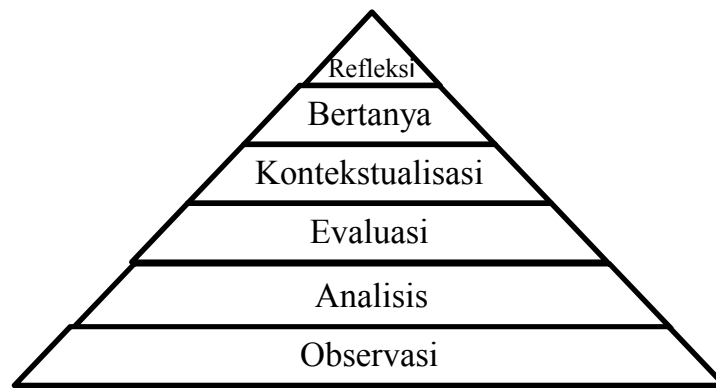 Refleksi
Bertanya
Kontekstualisasi
Evaluasi
Analisis
Observasi